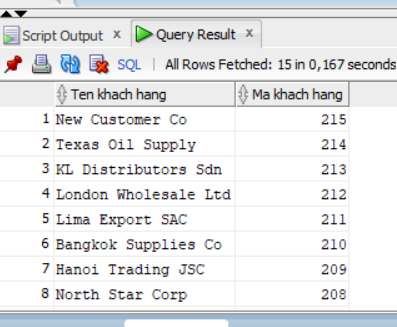 Script Output x Query Result x
SQL | All Rows Fetched: 15 in 0,167 seconds
Ten khach hang Ma khach hang
1 New Customer Co 215
2 Texas Oil Supply 214
3 KL Distributors Sdn 213
4 London Wholesale Ltd 212
5 Lima Export SAC 211
6 Bangkok Supplies Co 210
7 Hanoi Trading JSC 209
8 North Star Corp 208